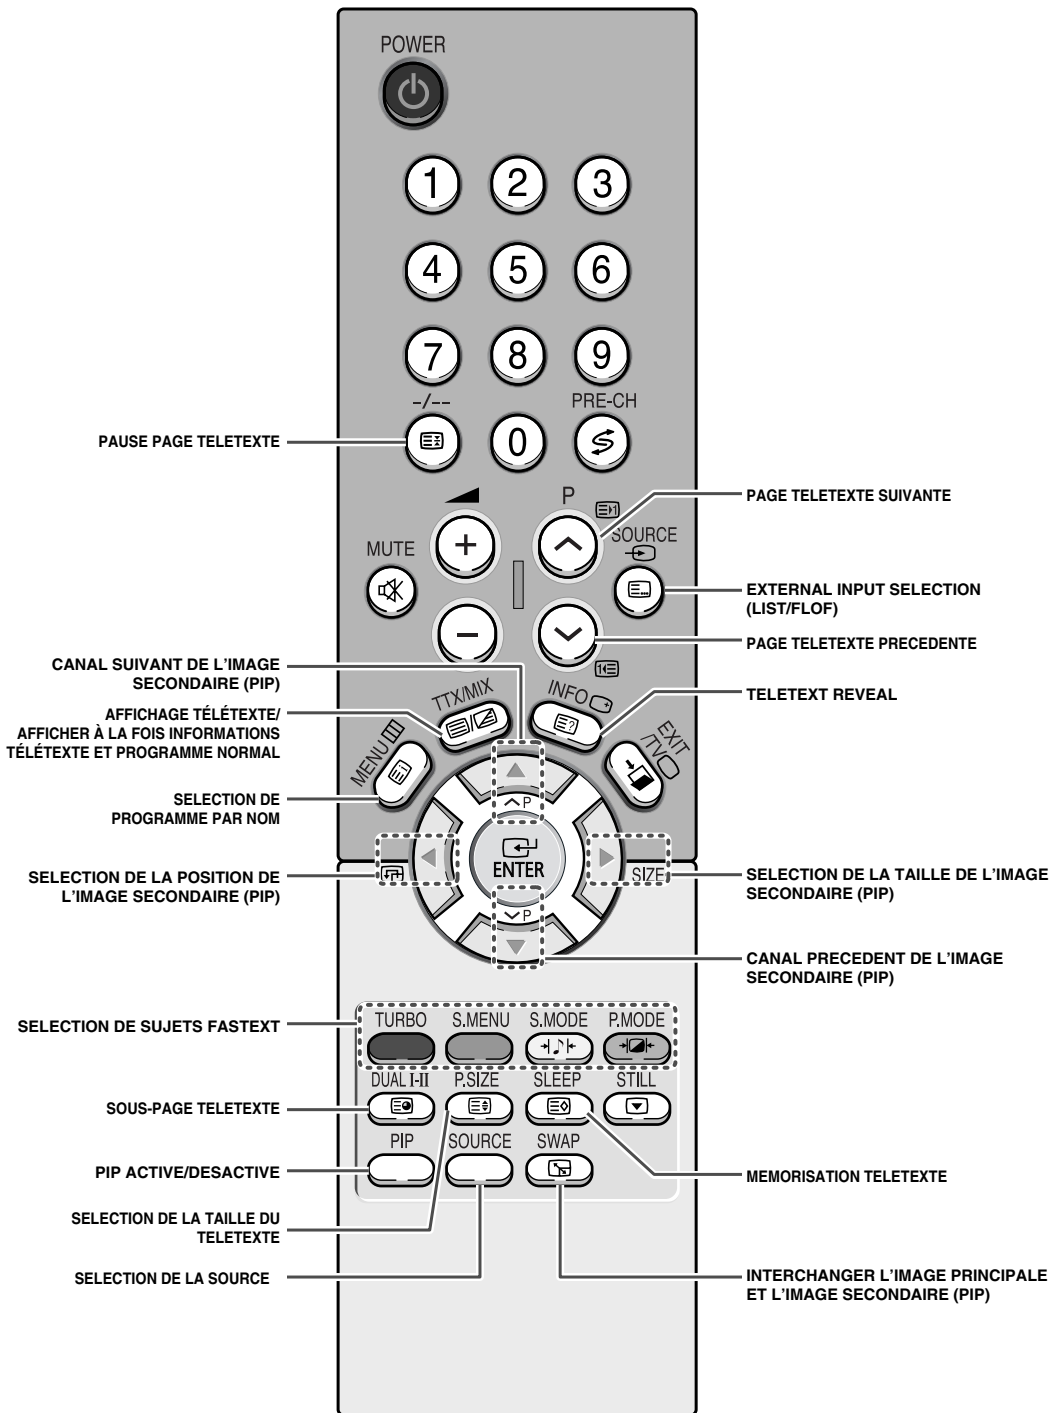 POWER
1 2 3
4 5 6
7 8 9
-/-- PRE-CH
0
PAUSE PAGE TELETEXTE
P
PAGE TELETEXTE SUIVANTE
MUTE
+
SOURCE
EXTERNAL INPUT SELECTION
(LIST/FLOF)
−
PAGE TELETEXTE PRECEDENTE
CANAL SUIVANT DE L'IMAGE
SECONDAIRE (PIP)
TTX/MIX
INFO
TELETEXT REVEAL
AFFICHAGE TÉLÉTEXTE/
AFFICHER À LA FOIS INFORMATIONS
TÉLÉTEXTE ET PROGRAMME NORMAL
MENU
EXIT
/TV
SELECTION DE
PROGRAMME PAR NOM
P
ENTER
SIZE
SELECTION DE LA POSITION DE
L'IMAGE SECONDAIRE (PIP)
SELECTION DE LA TAILLE DE L'IMAGE
SECONDAIRE (PIP)
P
CANAL PRECEDENT DE L'IMAGE
SECONDAIRE (PIP)
SELECTION DE SUJETS FASTEXT
TURBO S.MENU S.MODE P.MODE
DUAL I-II P.SIZE SLEEP STILL
SOUS-PAGE TELETEXTE
PIP SOURCE SWAP
PIP ACTIVE/DESACTIVE
MEMORISATION TELETEXTE
SELECTION DE LA TAILLE DU
TELETEXTE
SELECTION DE LA SOURCE
INTERCHANGER L'IMAGE PRINCIPALE
ET L'IMAGE SECONDAIRE (PIP)